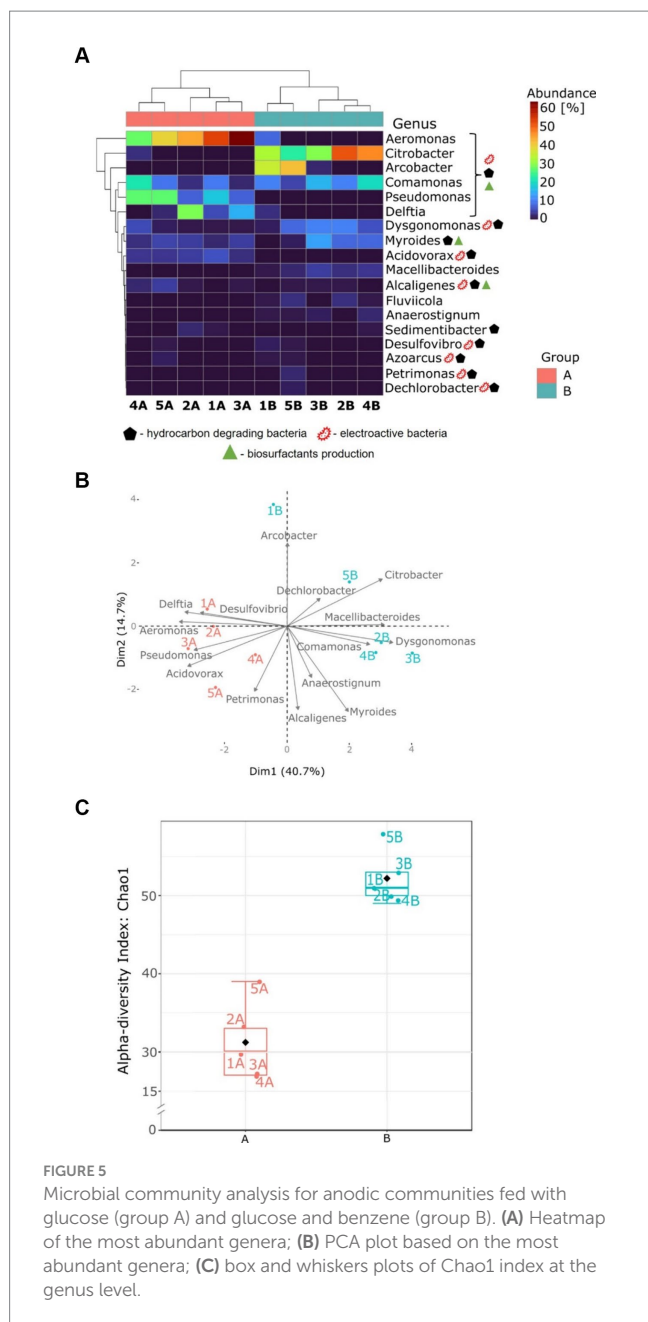 A
Abundance
60 [%]
50
40
30
20
10
0
Genus
Aeromonas
Citrobacter
Arcobacter
Comamonas
Pseudomonas
Delftia
Dysgonomonas
Myroides
Acidovorax
Macellibacteroides
Alcaligenes
Fluviicola
Anaerostignum
Sedimentibacter
Desulfovibro
Azoarcus
Petrimonas
Dechlorobacter
Group
A
B
4A 5A 2A 1A 3A 1B 5B 3B 2B 4B
- hydrocarbon degrading bacteria - electroactive bacteria
- biosurfactants production
B
4
1B
Arcobacter
2
5B
Citrobacter
Dechlorobacter
Delftia 1A Desulfovibrio
Macellibacteroides
0
Aeromonas 2A
2B Dysgonomonas
3A
Comamonas
Pseudomonas 4A
4B 3B
Acidovorax
Anaerostignum
-2
5A Petrimonas
Alcaligenes Myroides
-2 0 2 4
Dim1 (40.7%)
Dim2 (14.7%)
C
5B
3B
1B
50
2B 4B
40
5A
2A
30
1A 3A
4A
15
0
A B
Alpha-diversity Index: Chao1
FIGURE 5
Microbial community analysis for anodic communities fed with
glucose (group A) and glucose and benzene (group B). (A) Heatmap
of the most abundant genera; (B) PCA plot based on the most
abundant genera; (C) box and whiskers plots of Chao1 index at the
genus level.